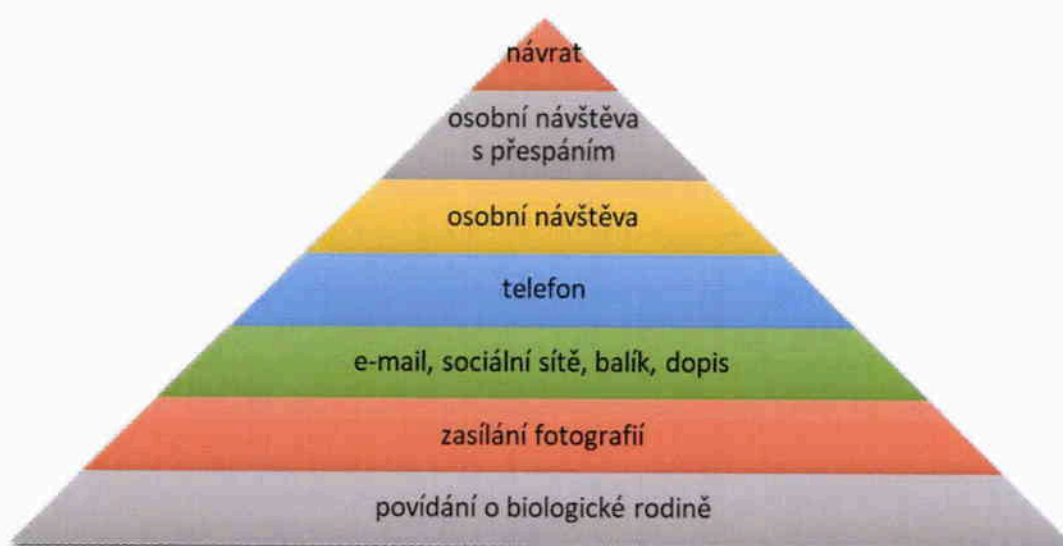 návrat
osobní návštěva
s přespáním
osobní návštěva
telefon
e-mail, sociální sítě, balík, dopis
zasílání fotografií
povídání o biologické rodině